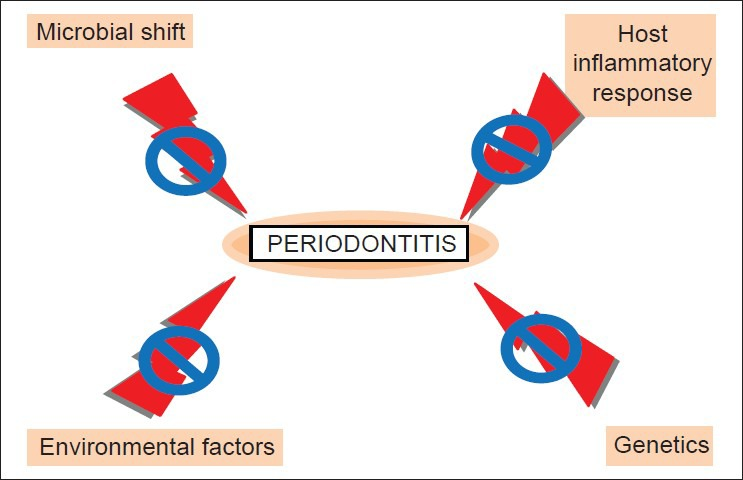 Microbial shift
Host
inflammatory
response
PERIODONTITIS
Environmental factors
Genetics